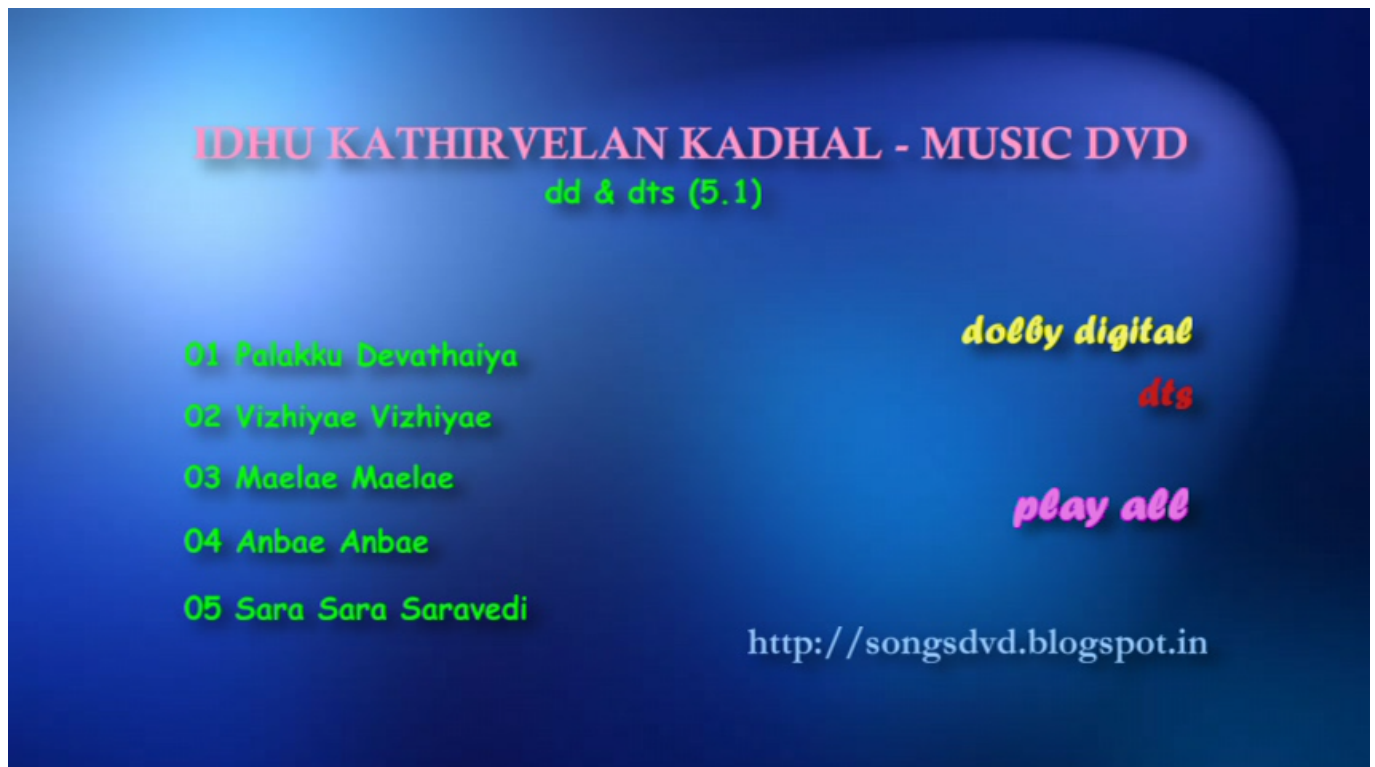 IDHU KATHIRVELAN KADHAL - MUSIC DVD
dd & dts (5.1)
01 Palakku Devathaiya
02 Vizhiyae Vizhiyae
03 Maelae Maelae
04 Anbae Anbae
05 Sara Sara Saravedi
dolby digital
dts
play all
http://songsdvd.blogspot.in